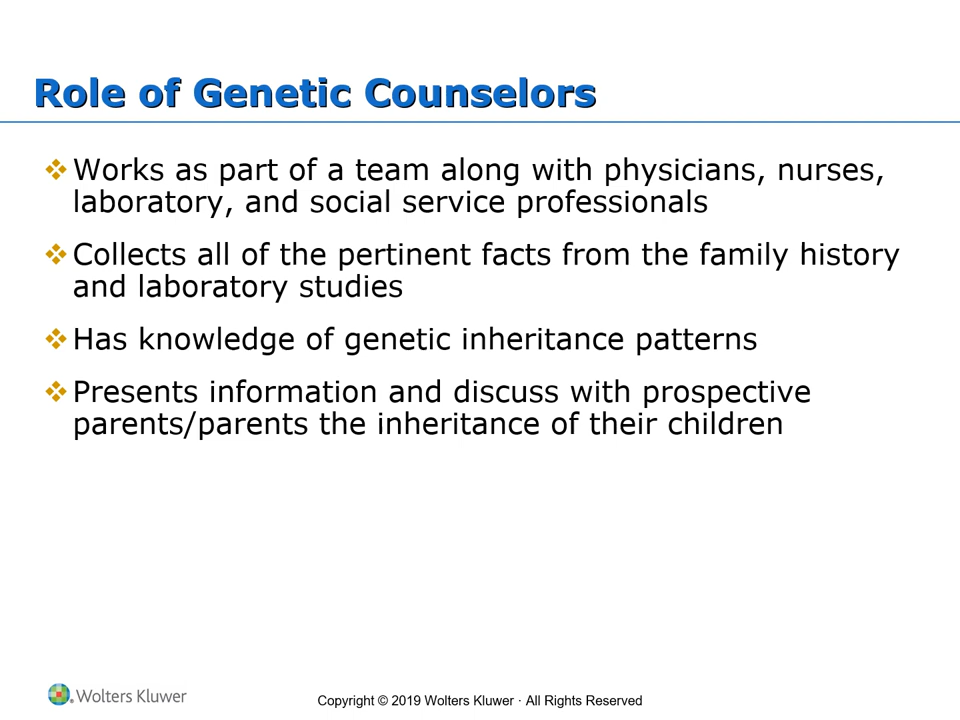 Role of Genetic Counselors
❖Works as part of a team along with physicians, nurses,
laboratory, and social service professionals
❖Collects all of the pertinent facts from the family history
and laboratory studies
❖Has knowledge of genetic inheritance patterns
❖Presents information and discuss with prospective
parents/parents the inheritance of their children
Wolters Kluwer
Copyright © 2019 Wolters Kluwer · All Rights Reserved